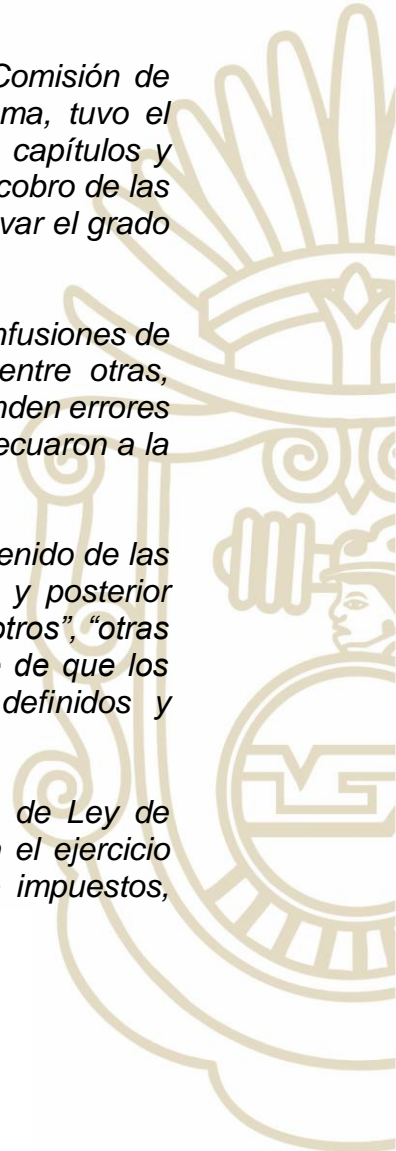 Comisión de
ma, tuvo el
capítulos y
cobro de las
var el grado
nfusiones de
entre otras,
nden errores
ecuaron a la
enido de las
y posterior
otros”, “otras
de que los
definidos y
de Ley de
el ejercicio
impuestos,